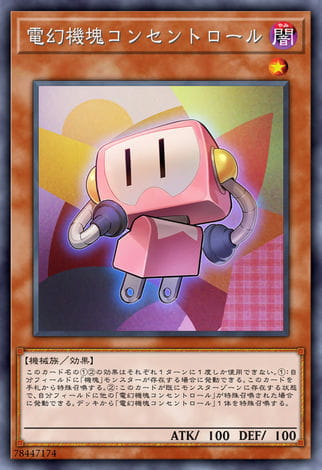 電幻機塊コンセントロール
闇
やみ
【機械族/効果】
このカード名の①②の効果はそれぞれ1ターンに1度しか使用できない。①:自
分フィールドに「機塊」モンスターが存在する場合に発動できる。このカードを
手札から特殊召喚する。②:このカードが既にモンスターゾーンに存在する状態
で、自分フィールドに他の「電幻機塊コンセントロール」が特殊召喚された場合
に発動できる。デッキから「電幻機塊コンセントロール」1体を特殊召喚する。
ATK/ 100 DEF/ 100
78447174